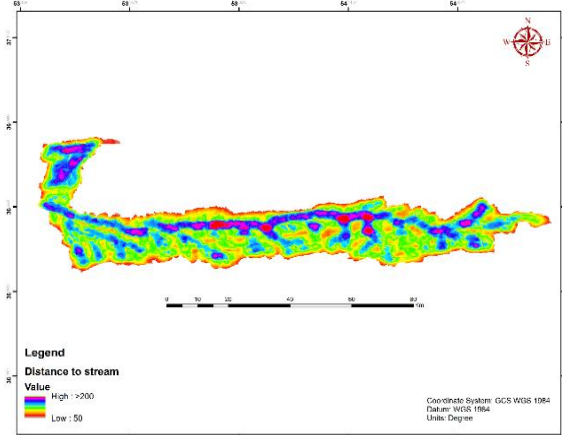 N
W
E
S
0
10
20
40
60
80
Km
Legend
Distance to stream
Value
High : >200
Low : 50
Coordinate System: GCS WGS 1984
Datum: WGS 1984
Units: Degree